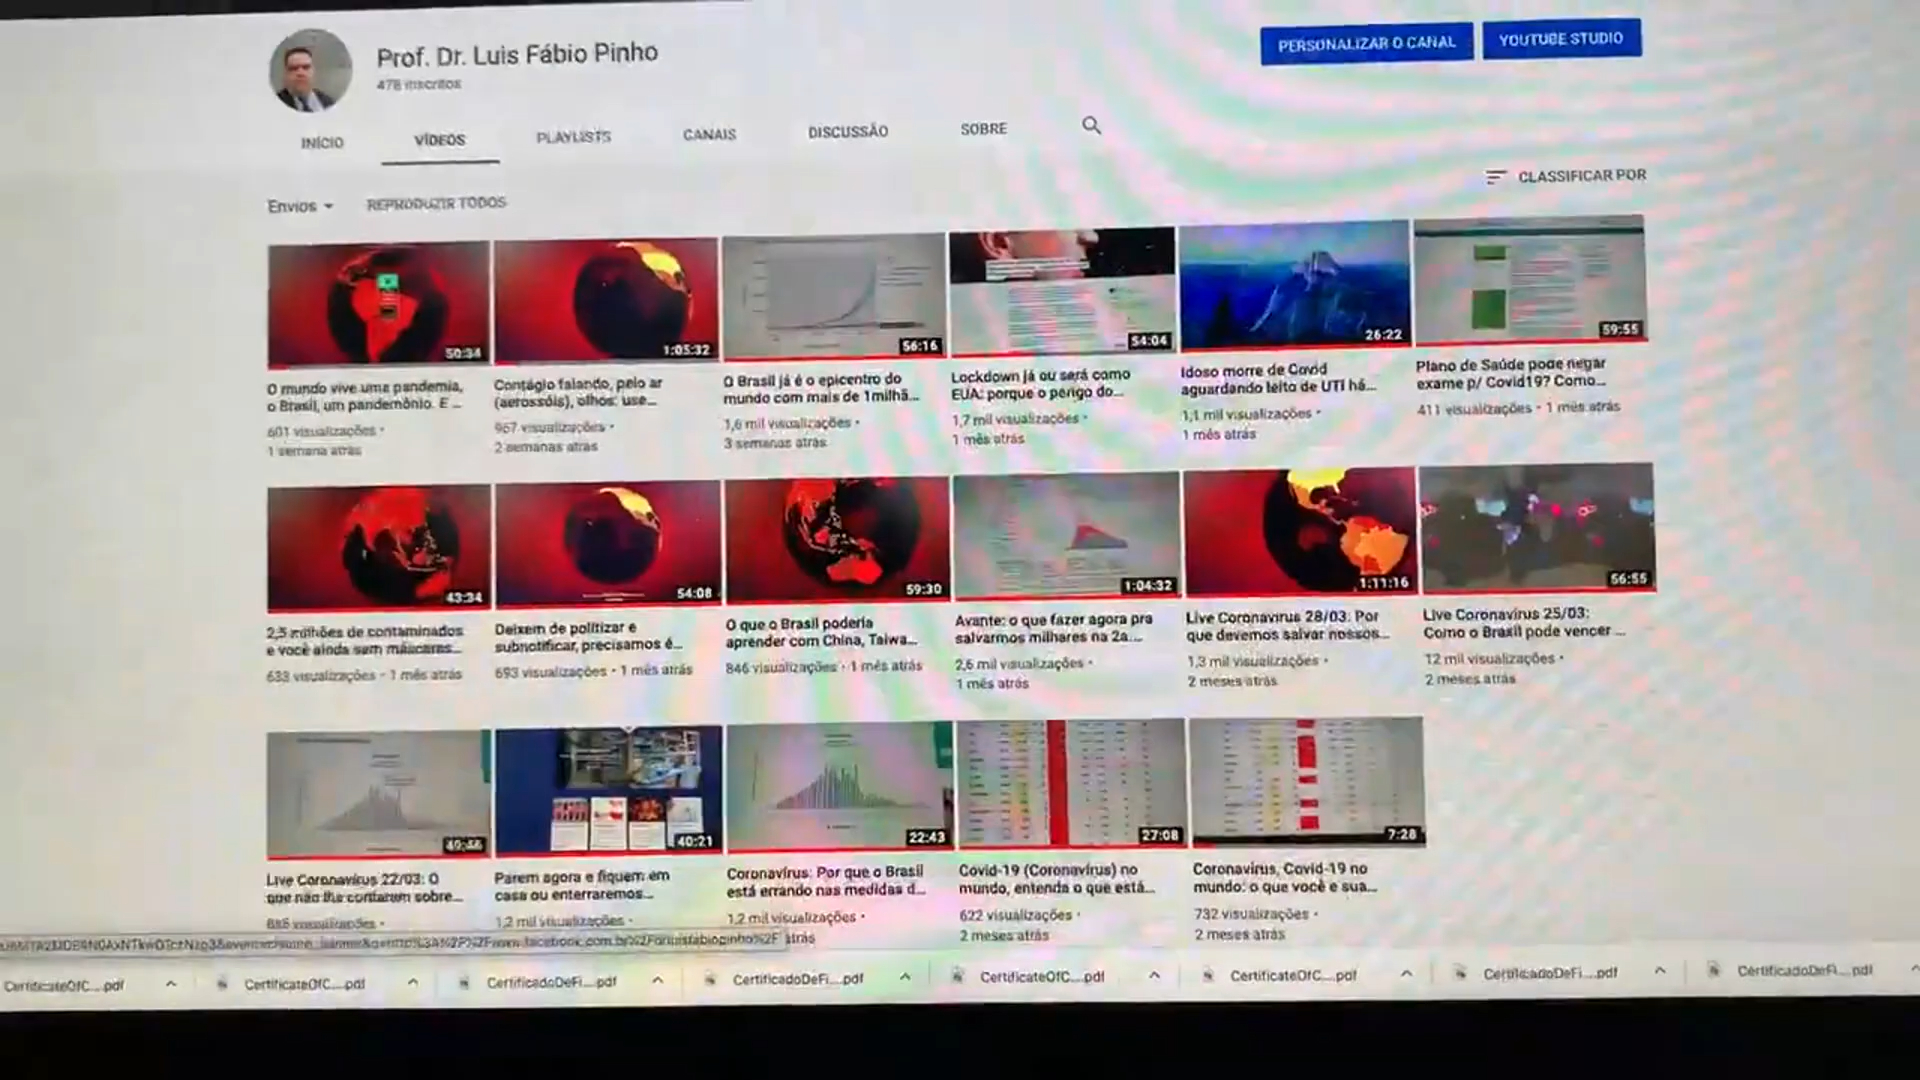 Prof. Dr. Luis Fábio Pinho
478 inscritos
PERSONALIZAR O CANAL
YOUTUBE STUDIO
INÍCIO
VÍDEOS
PLAYLISTS
CANAIS
DISCUSSÃO
SOBRE
CLASSIFICAR POR
Envios
REPRODUZIR TODOS
50:34
1:05:32
56:16
54:04
26:22
59:55
O mundo vive uma pandemia,
o Brasil, um pandemônio. E ...
601 visualizações •
1 semana atrás
Contágio falando, pelo ar
(aerossóis), olhos: use...
967 visualizações •
2 semanas atrás
O Brasil já é o epicentro do
mundo com mais de 1milhã...
1,6 mil visualizações •
3 semanas atrás
Lockdown já ou será como
EUA: porque o perigo do...
1,7 mil visualizações •
1 mês atrás
Idoso morre de Covid
aguardando leito de UTI há...
1,1 mil visualizações •
1 mês atrás
Plano de Saúde pode negar
exame p/ Covid19? Como...
411 visualizações • 1 mês atrás
43:34
54:08
59:30
1:04:32
1:11:16
56:55
2,5 milhões de contaminados
e você ainda sem máscaras...
633 visualizações • 1 mês atrás
Deixem de politizar e
subnotificar, precisamos é...
693 visualizações • 1 mês atrás
O que o Brasil poderia
aprender com China, Taiwa...
846 visualizações • 1 mês atrás
Avante: o que fazer agora pra
salvarmos milhares na 2a....
2,6 mil visualizações •
1 mês atrás
Live Coronavirus 28/03: Por
que devemos salvar nossos...
1,3 mil visualizações •
2 meses atrás
Live Coronavirus 25/03:
Como o Brasil pode vencer ...
12 mil visualizações •
2 meses atrás
40:21
22:43
27:08
7:28
Live Coronavirus 22/03: O
que não lhe contaram sobre...
visualizações •
Parem agora e fiquem em
casa ou enterraremos...
1,2 mil visualizações •
Coronavírus: Por que o Brasil
está errando nas medidas d...
1,2 mil visualizações •
atrás
Covid-19 (Coronavírus) no
mundo, entenda o que está...
622 visualizações •
2 meses atrás
Coronavirus, Covid-19 no
mundo: o que você e sua...
732 visualizações •
2 meses atrás
CertificateOfC....pdf
CertificateOfC....pdf
CertificadoDeFi....pdf
CertificadoDeFi....pdf
CertificateOfC....pdf
CertificateOfC....pdf
CertificadoDeFi....pdf
CertificadoDeFi....pdf